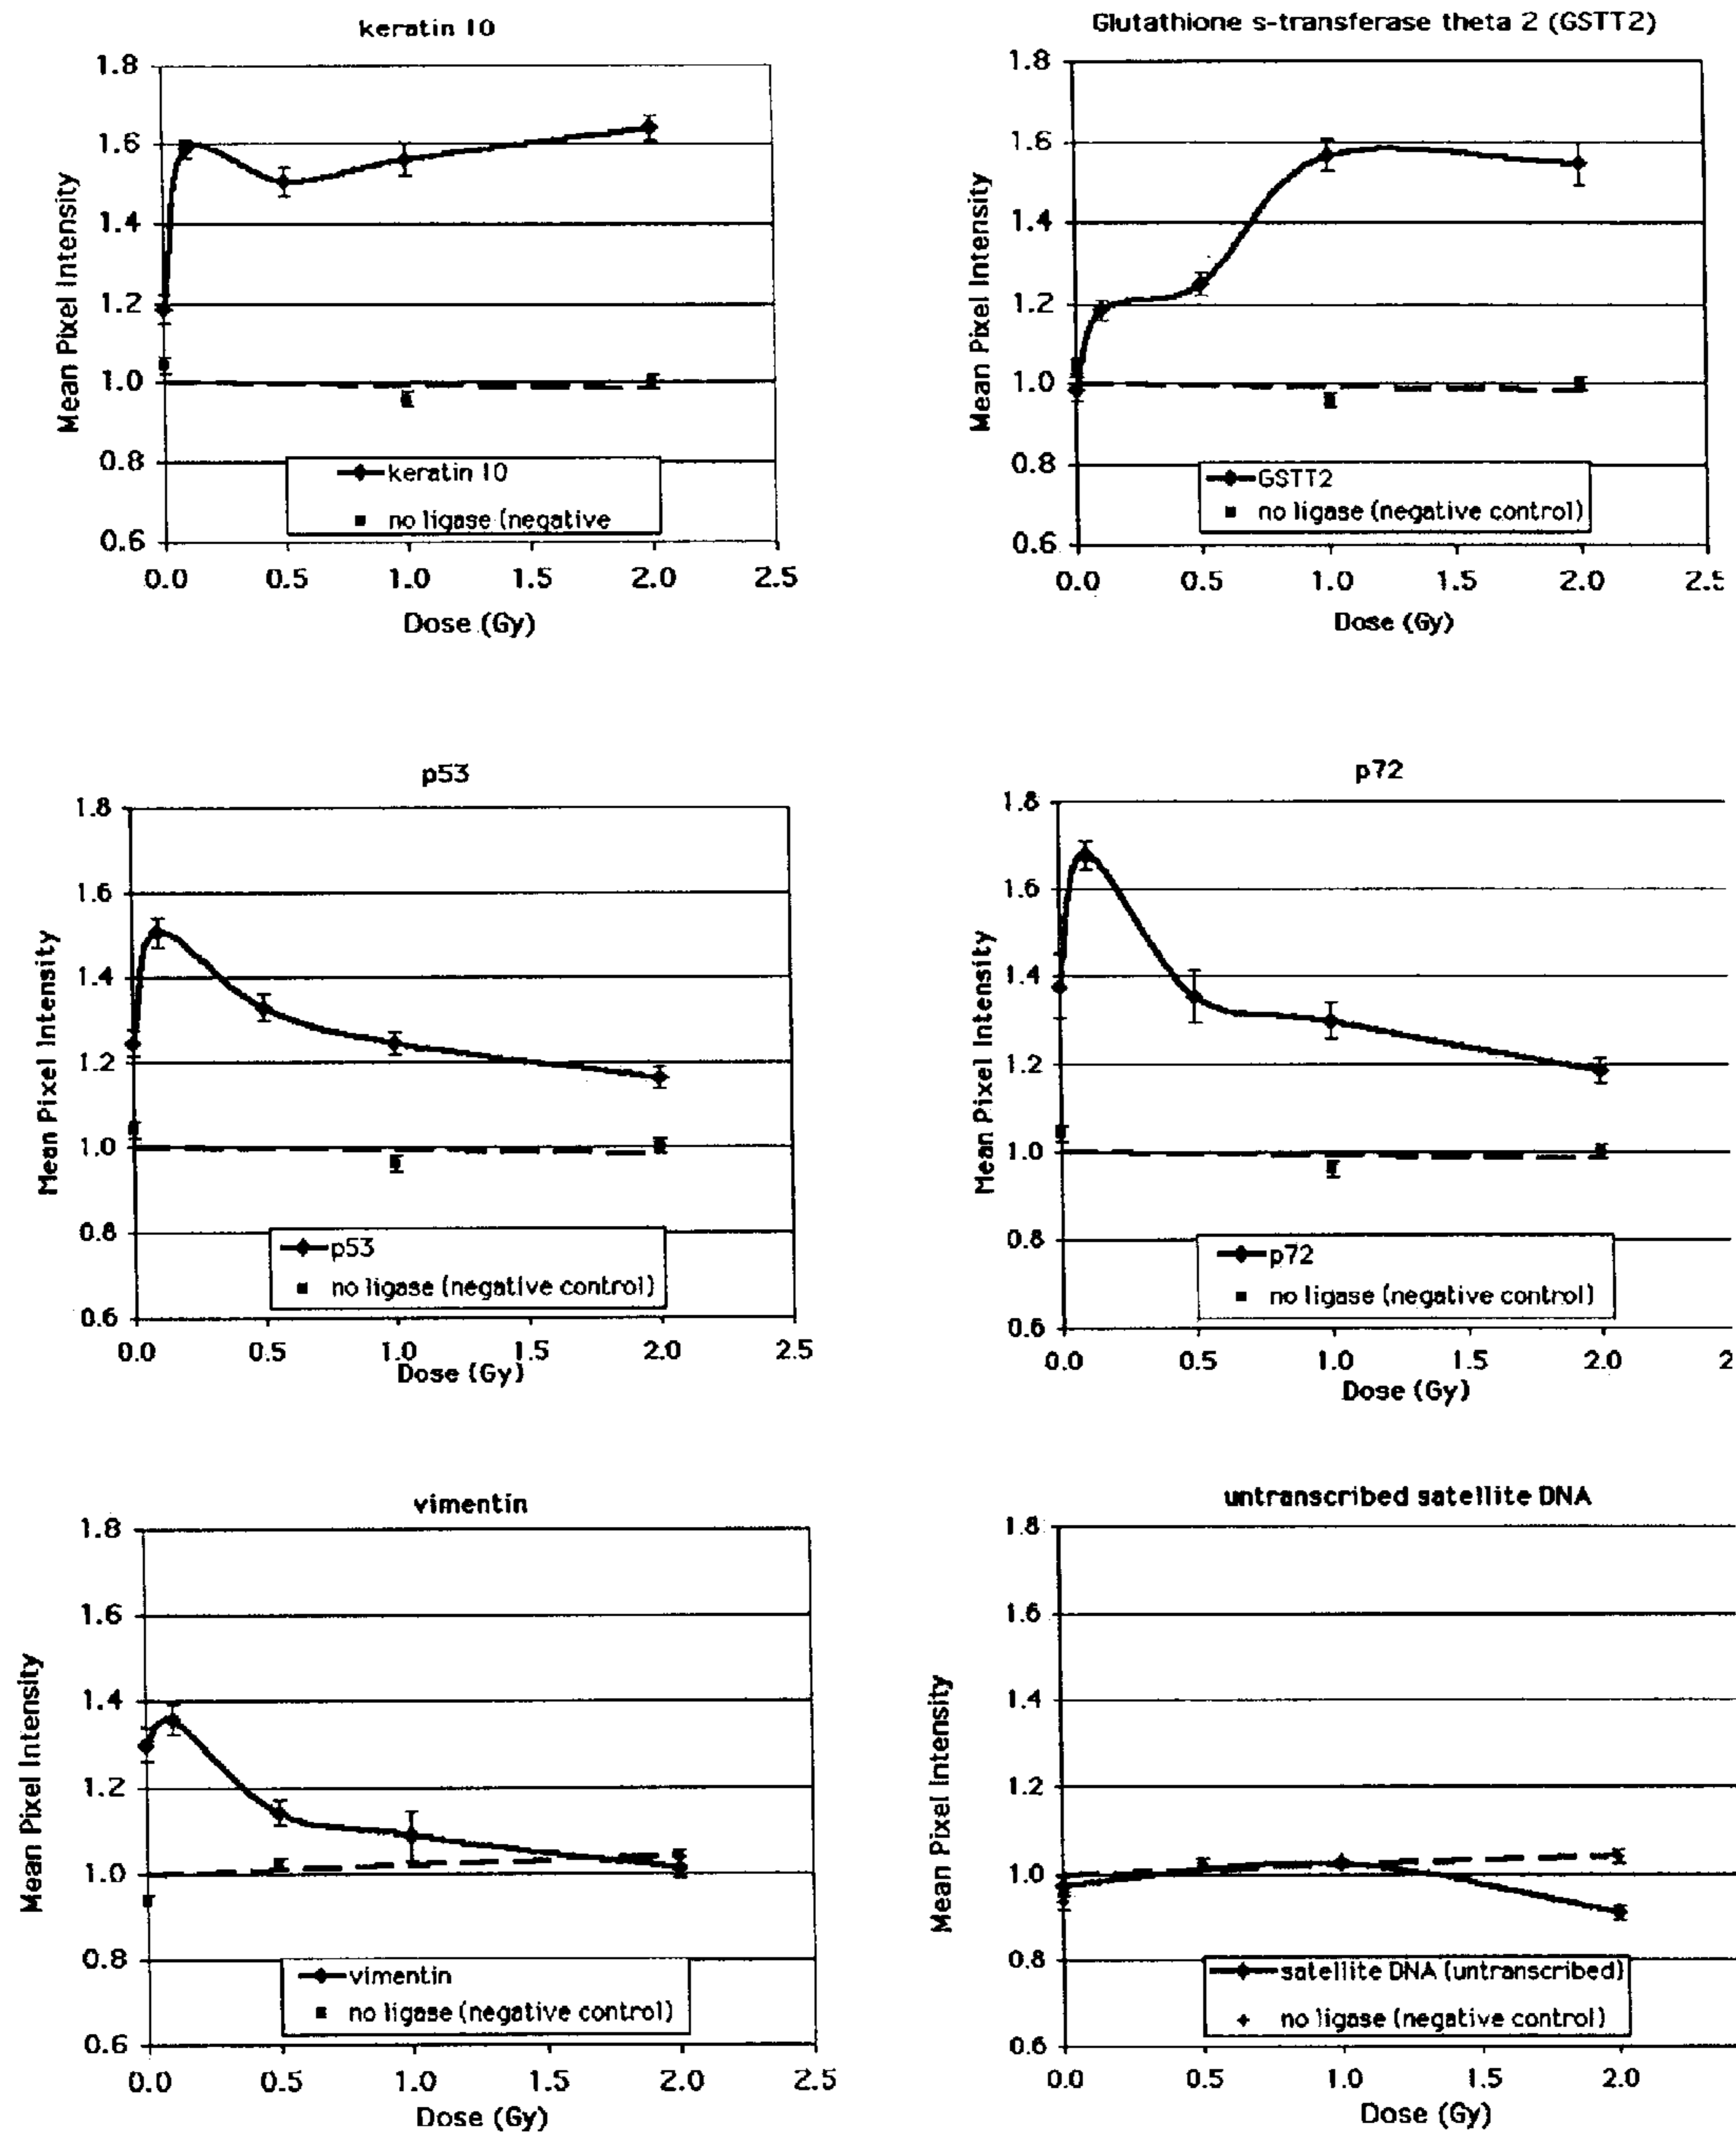 keratin 10
1.8
1.6
1.4
1.2
1.0
0.8
0.6
Mean Pixel Intensity
keratin 10
no ligase (negative
0.0 0.5 1.0 1.5 2.0 2.5
Dose (Gy)
Glutathione s-transferase theta 2 (GSTT2)
1.8
1.6
1.4
1.2
1.0
0.8
0.6
Mean Pixel Intensity
GSTT2
no ligase (negative control)
0.0 0.5 1.0 1.5 2.0 2.5
Dose (Gy)
p53
1.8
1.6
1.4
1.2
1.0
0.8
0.6
Mean Pixel Intensity
p53
no ligase (negative control)
0.0 0.5 1.0 1.5 2.0 2.5
Dose (Gy)
p72
1.8
1.6
1.4
1.2
1.0
0.8
0.6
Mean Pixel Intensity
p72
no ligase (negative control)
0.0 0.5 1.0 1.5 2.0 2
Dose (Gy)
vimentin
1.8
1.6
1.4
1.2
1.0
0.8
0.6
Mean Pixel Intensity
vimentin
no ligase (negative control)
0.0 0.5 1.0 1.5 2.0 2.5
Dose (Gy)
untranscribed satellite DNA
1.8
1.6
1.4
1.2
1.0
0.8
0.6
Mean Pixel Intensity
satellite DNA (untranscribed)
no ligase (negative control)
0.0 0.5 1.0 1.5 2.0
Dose (Gy)